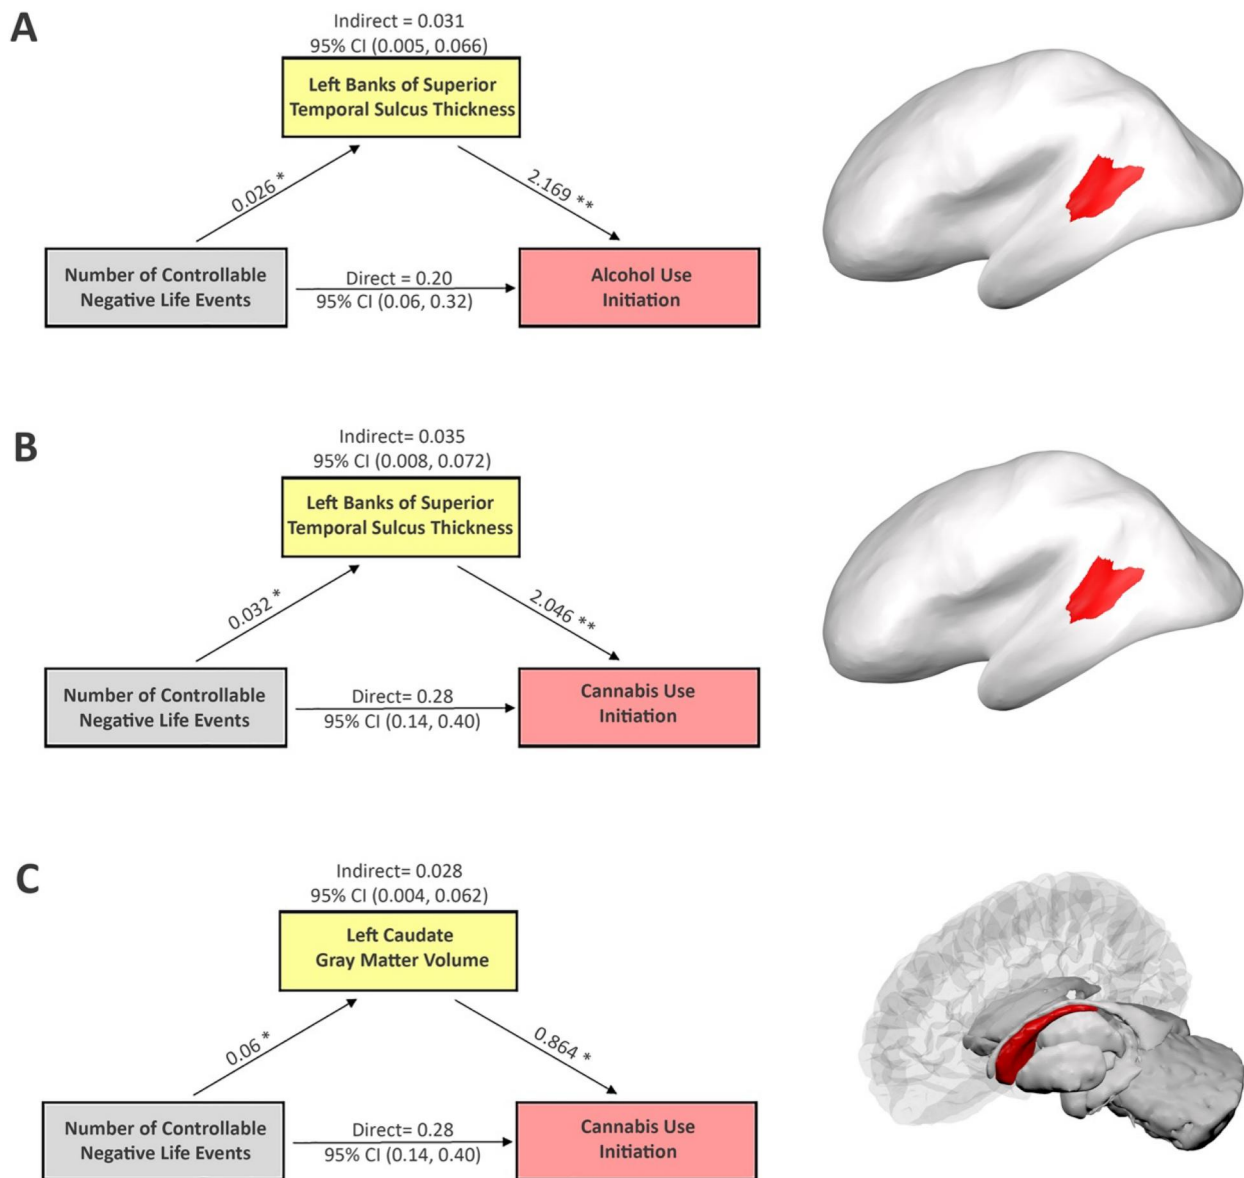 A
Indirect = 0.031
95% CI (0.005, 0.066)
Left Banks of Superior
Temporal Sulcus Thickness
0.026 *
2.169 **
Number of Controllable
Negative Life Events
Direct = 0.20
95% CI (0.06, 0.32)
Alcohol Use
Initiation
B
Indirect= 0.035
95% CI (0.008, 0.072)
Left Banks of Superior
Temporal Sulcus Thickness
0.032 *
2.046 **
Number of Controllable
Negative Life Events
Direct= 0.28
95% CI (0.14, 0.40)
Cannabis Use
Initiation
C
Indirect= 0.028
95% CI (0.004, 0.062)
Left Caudate
Gray Matter Volume
0.06 *
0.864 *
Number of Controllable
Negative Life Events
Direct= 0.28
95% CI (0.14, 0.40)
Cannabis Use
Initiation